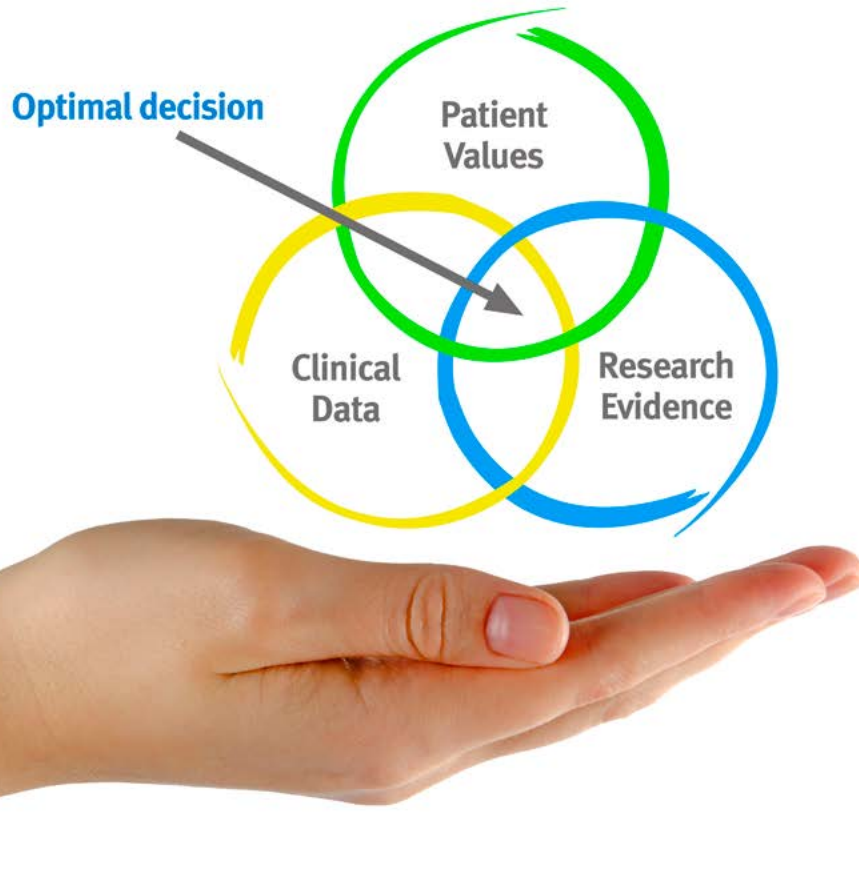 Optimal decision
Patient
Values
Clinical
Data
Research
Evidence